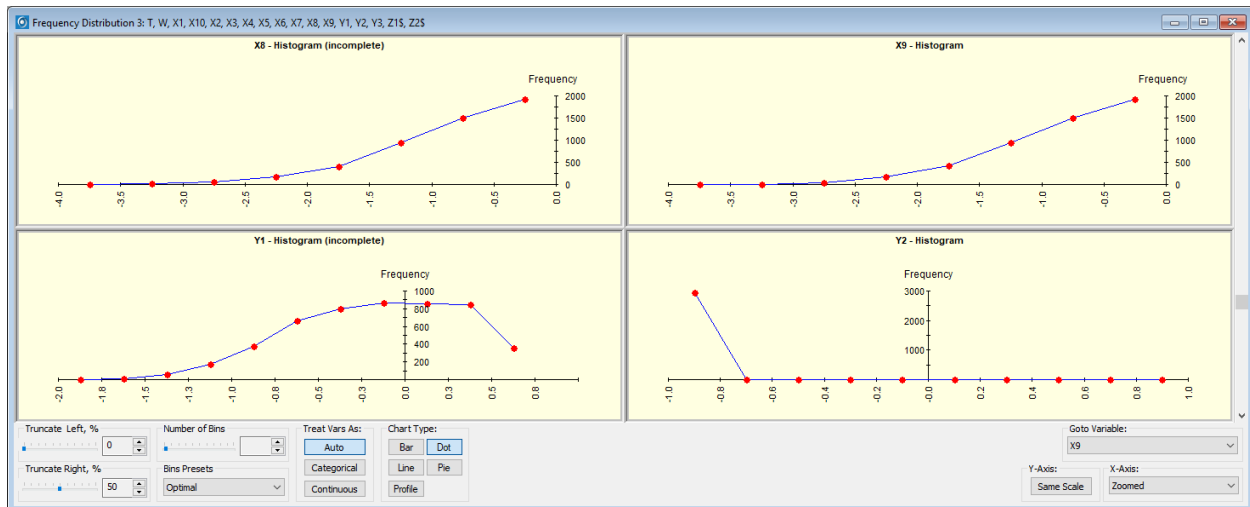 Frequency Distribution 3: T, W, X1, X10, X2, X3, X4, X5, X6, X7, X8, X9, Y1, Y2, Y3, Z1$, Z2$
X8 - Histogram (incomplete)
Frequency
2000
1500
1000
500
0
-4.0 -3.5 -3.0 -2.5 -2.0 -1.5 -1.0 -0.5 0.0
X9 - Histogram
Frequency
2000
1500
1000
500
0
-4.0 -3.5 -3.0 -2.5 -2.0 -1.5 -1.0 -0.5 0.0
Y1 - Histogram (incomplete)
Frequency
1000
800
600
400
200
-2.0 -1.8 -1.5 -1.3 -1.0 -0.8 -0.5 -0.3 0.0 0.3 0.5 0.8
Y2 - Histogram
Frequency
3000
2000
1000
-1.0 -0.8 -0.6 -0.4 -0.2 -0.0 0.2 0.4 0.6 0.8 1.0
Truncate Left, %
0
Number of Bins
Treat Vars As:
Auto
Categorical
Continuous
Chart Type:
Bar Dot
Line Pie
Profile
Truncate Right, %
50
Bins Presets
Optimal
Goto Variable:
X9
Y-Axis:
Same Scale
X-Axis:
Zoomed